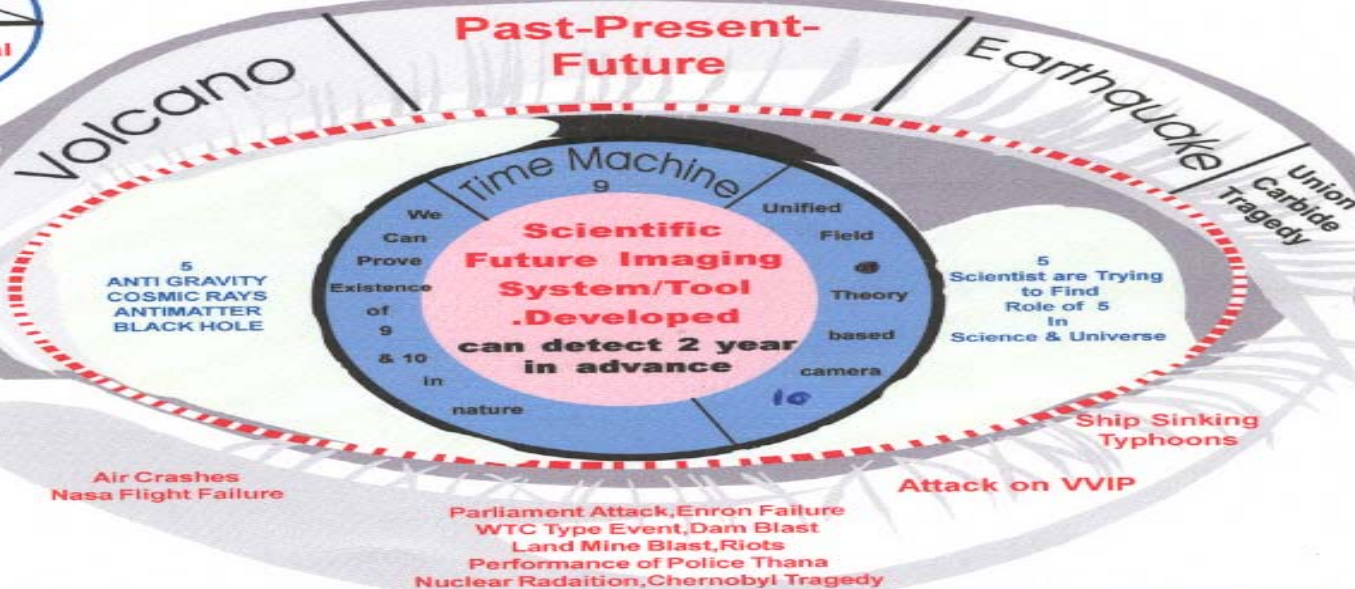 Past-Present-
Future
Volcano
Earthquake
Union
Carbide
Tragedy
Time Machine
9
We
Can
Prove
Existence
of
9
& 10
in
nature
Scientific
Future Imaging
System/Tool
.Developed
can detect 2 year
in advance
Unified
Field
Theory
based
camera
10
5
ANTI GRAVITY
COSMIC RAYS
ANTIMATTER
BLACK HOLE
5
Scientist are Trying
to Find
Role of 5
In
Science & Universe
Ship Sinking
Typhoons
Air Crashes
Nasa Flight Failure
Attack on VVIP
Parliament Attack,Enron Failure
WTC Type Event,Dam Blast
Land Mine Blast,Riots
Performance of Police Thana
Nuclear Radaition,Chernobyl Tragedy